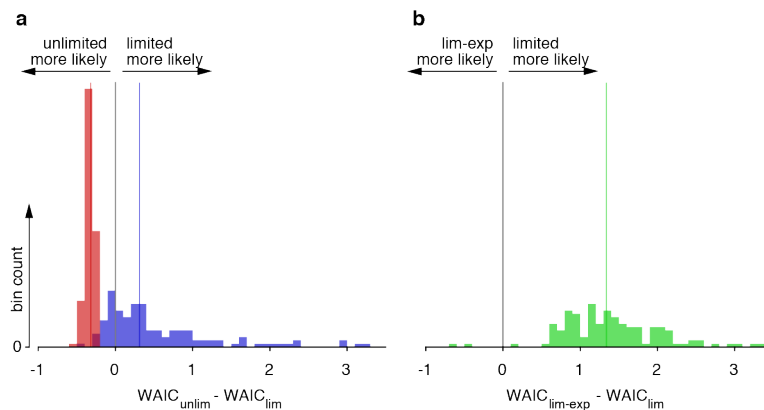 a
unlimited limited
more likely more likely
bin count
0
-1 0 1 2 3
WAICunlim - WAIClim
b
lim-exp limited
more likely more likely
-1 0 1 2 3
WAIClim-exp - WAIClim